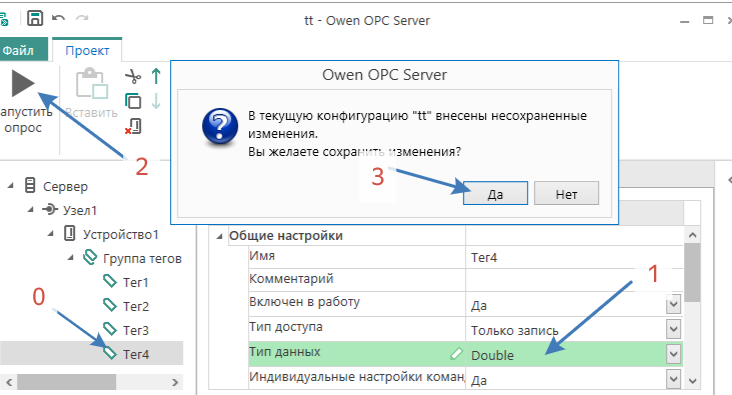 tt - Owen OPC Server
Файл
Проект
апустить
опрос
Вставить
2
Owen OPC Server
В текущую конфигурацию "tt" внесены несохраненные
изменения.
Вы желаете сохранить изменения?
3
Да
Нет
Сервер
Узел1
Устройство1
Группа тегов
Тег1
Тег2
Тег3
Тег4
0
1
Общие настройки
Имя
Тег4
Комментарий
Включен в работу
Да
Тип доступа
Только запись
Тип данных
Double
Индивидуальные настройки коман
Да